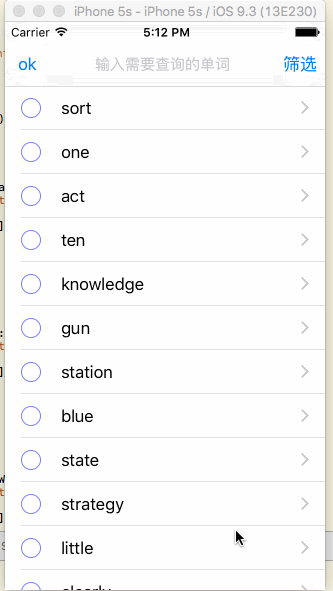 iPhone 5s - iPhone 5s / iOS 9.3 (13E230)
Carrier 5:12 PM
ok 输入需要查询的单词 筛选
sort
one
act
ten
knowledge
gun
station
blue
state
strategy
little
clearly